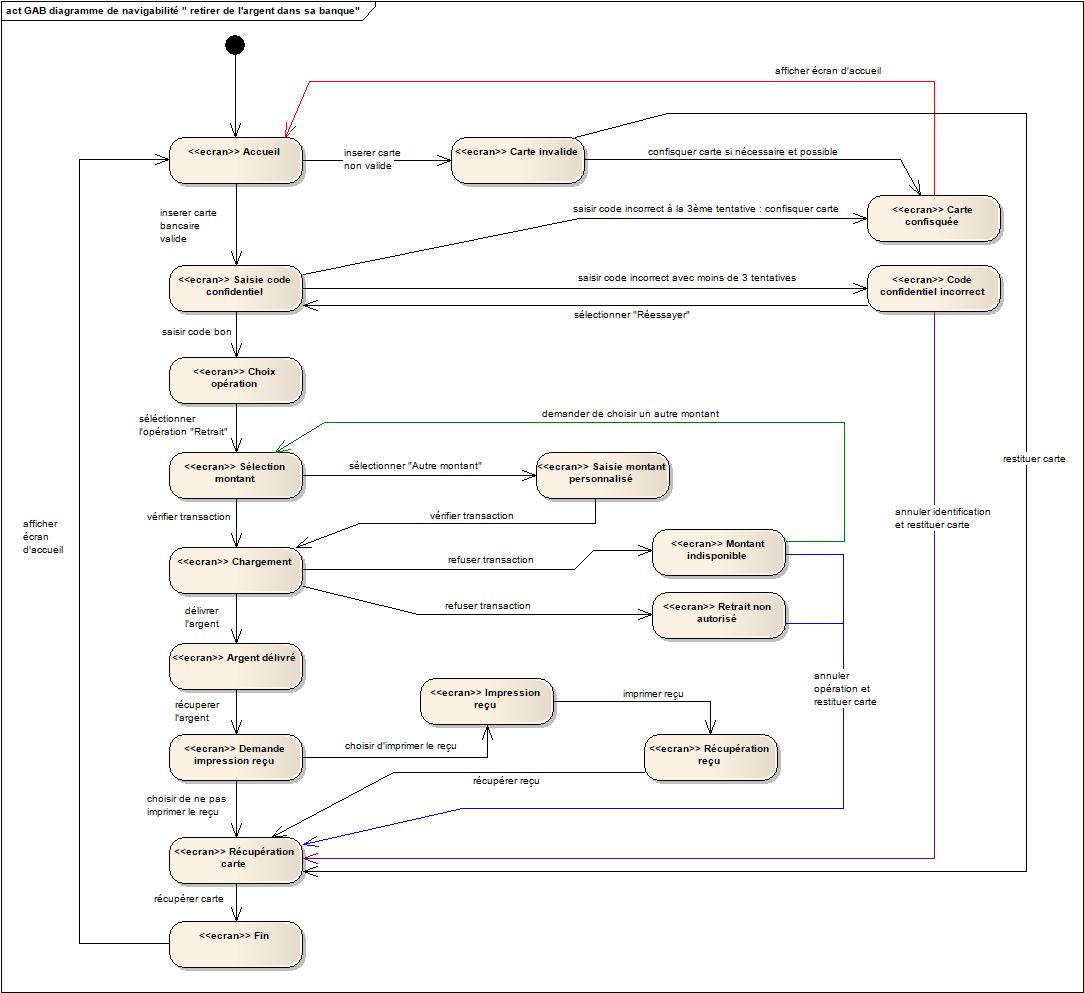 act GAB diagramme de navigabilité " retirer de l'argent dans sa banque"
afficher écran d'accueil
<<ecran>> Accueil
inserer carte
non valide
<<ecran>> Carte invalide
confisquer carte si nécessaire et possible
<<ecran>> Carte
confisquée
inserer carte
bancaire
valide
saisir code incorrect à la 3ème tentative : confisquer carte
<<ecran>> Saisie code
confidentiel
saisir code incorrect avec moins de 3 tentatives
<<ecran>> Code
confidentiel incorrect
sélectionner "Réessayer"
saisir code bon
<<ecran>> Choix
opération
séléctionner
l'opération "Retrait"
demander de choisir un autre montant
<<ecran>> Sélection
montant
sélectionner "Autre montant"
<<ecran>> Saisie montant
personnalisé
restituer carte
vérifier transaction
vérifier transaction
annuler identification
et restituer carte
afficher
écran
d'accueil
<<ecran>> Chargement
refuser transaction
<<ecran>> Montant
indisponible
délivrer
l'argent
refuser transaction
<<ecran>> Retrait non
autorisé
<<ecran>> Argent délivré
annuler
opération et
restituer carte
récuperer
l'argent
<<ecran>> Impression
reçu
imprimer reçu
<<ecran>> Demande
impression reçu
choisir d'imprimer le reçu
<<ecran>> Récupération
reçu
récupérer reçu
choisir de ne pas
imprimer le reçu
<<ecran>> Récupération
carte
récupérer carte
<<ecran>> Fin